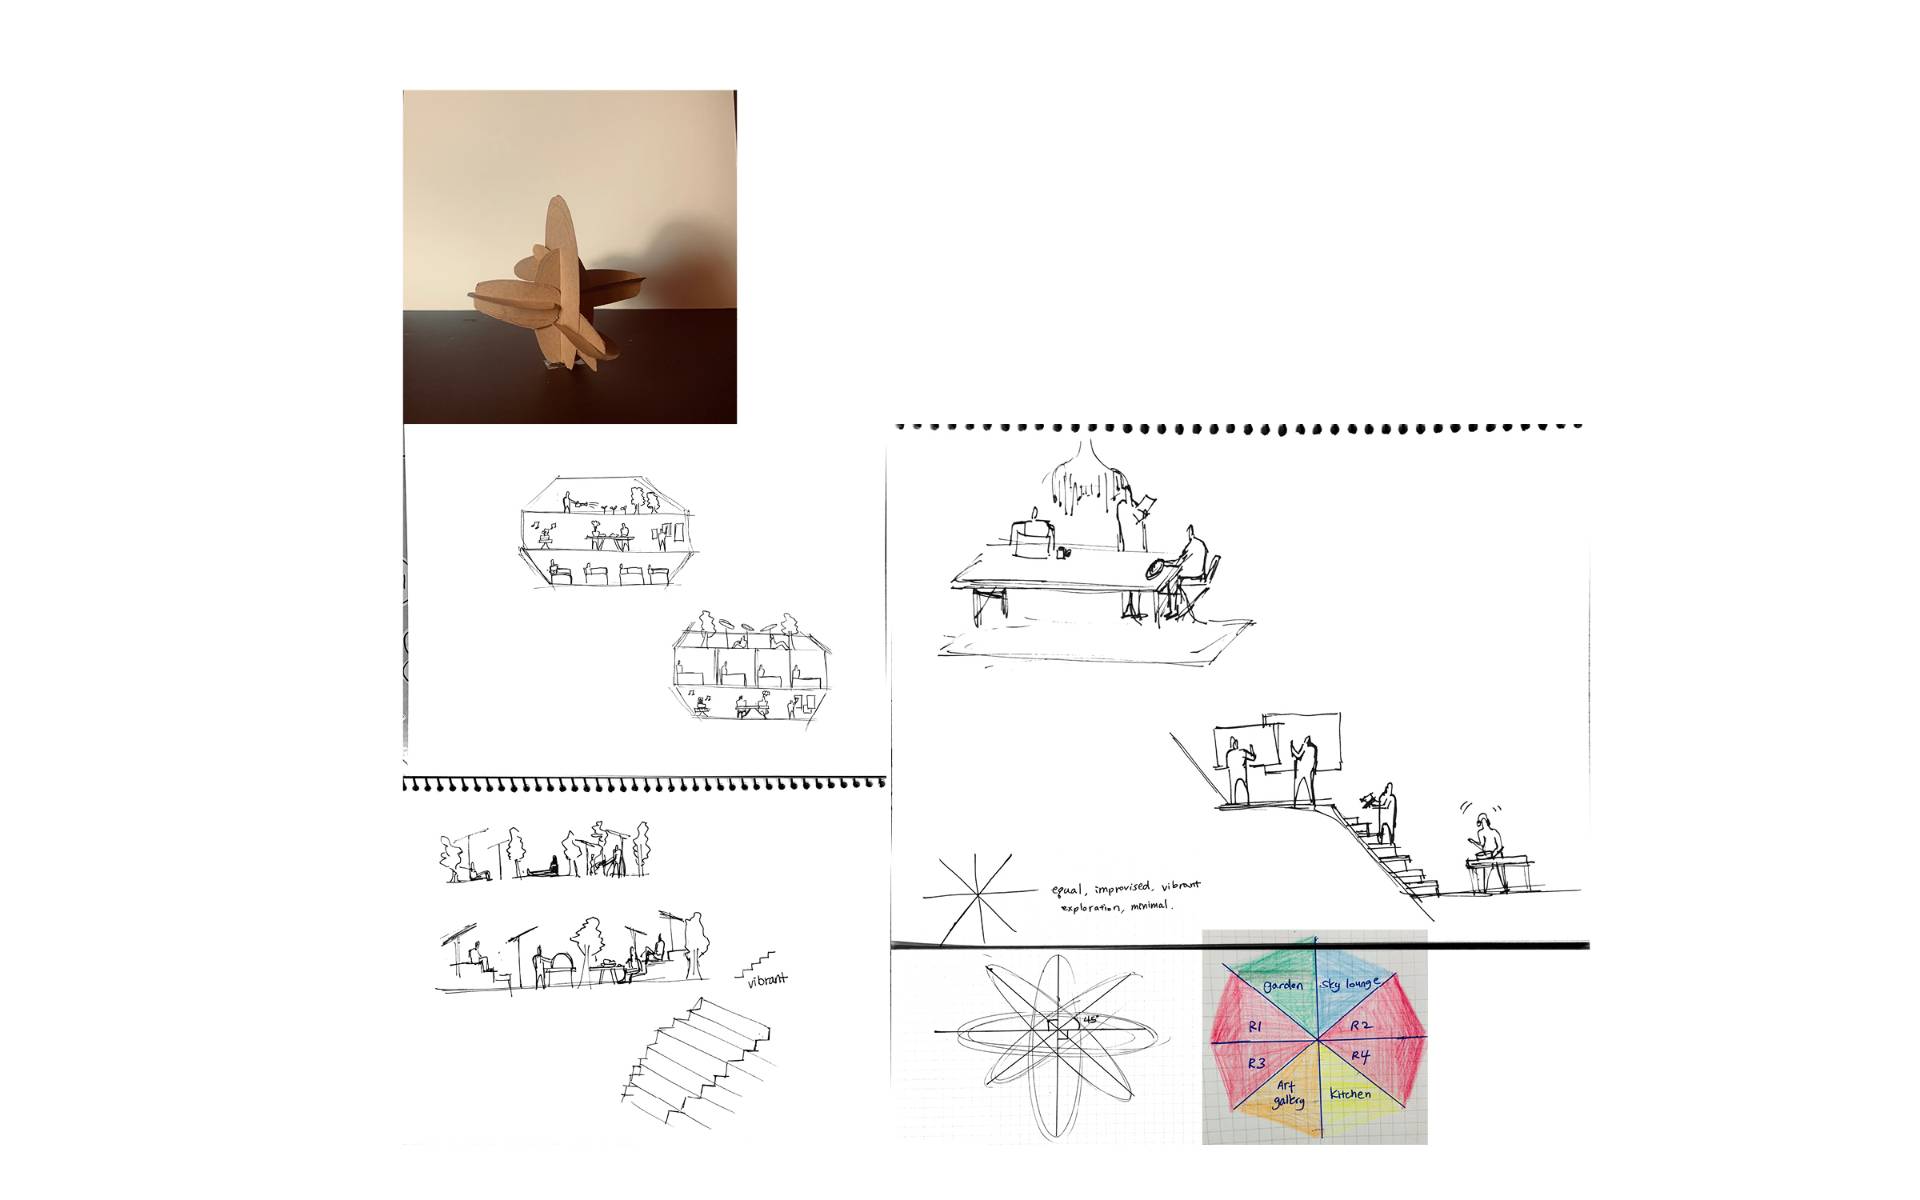 equal, improvised, vibrant
exploration, minimal.
vibrant
45°
garden
sky lounge
R1
R2
R3
R4
Art
gallery
Kitchen